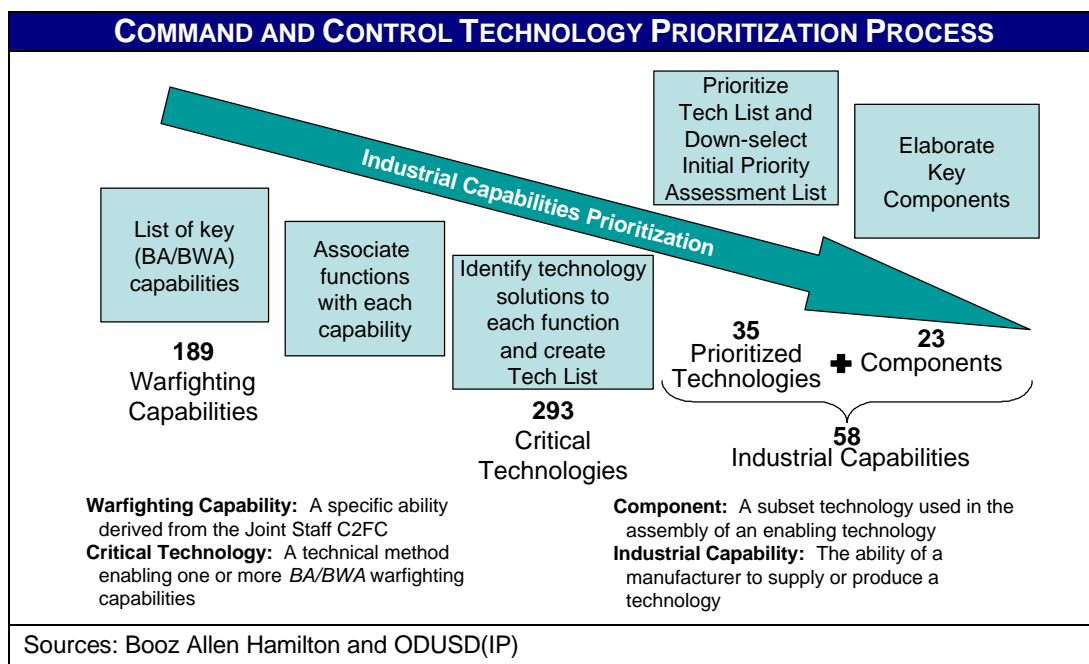 COMMAND AND CONTROL TECHNOLOGY PRIORITIZATION PROCESS
Industrial Capabilities Prioritization
List of key
(BA/BWA)
capabilities
189
Warfighting
Capabilities
Associate
functions
with each
capability
Identify technology
solutions to
each function
and create
Tech List
293
Critical
Technologies
Prioritize
Tech List and
Down-select
Initial Priority
Assessment List
35
Prioritized
Technologies
+
Elaborate
Key
Components
23
Components
58
Industrial Capabilities
Warfighting Capability: A specific ability
derived from the Joint Staff C2FC
Critical Technology: A technical method
enabling one or more BA/BWA warfighting
capabilities
Component: A subset technology used in the
assembly of an enabling technology
Industrial Capability: The ability of a
manufacturer to supply or produce a
technology
Sources: Booz Allen Hamilton and ODUSD(IP)